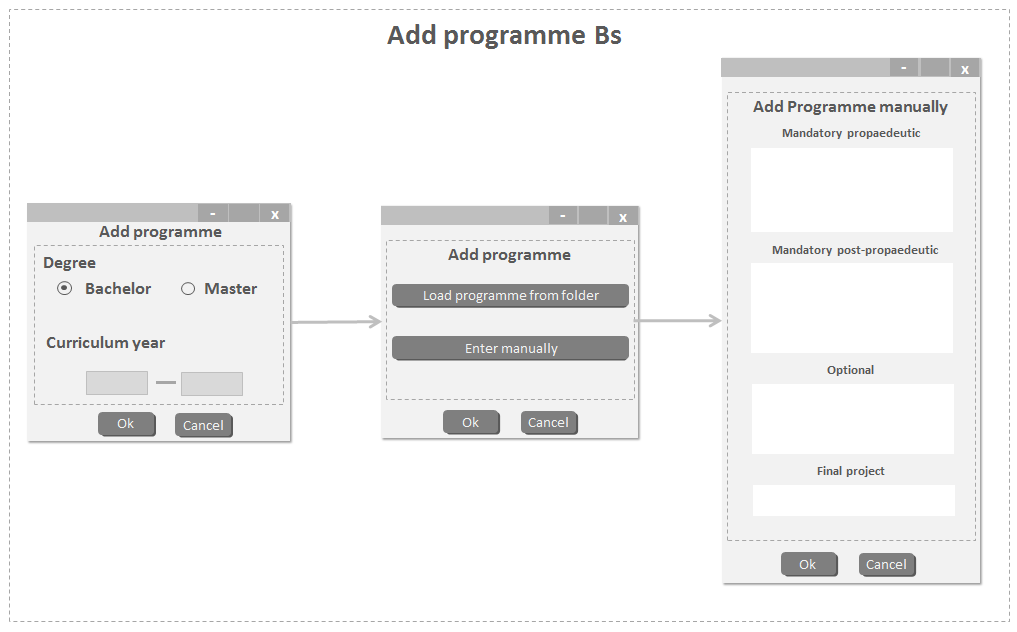 Add programme Bs
- x
Add programme
Degree
Bachelor Master
Curriculum year
Ok Cancel
- x
Add programme
Load programme from folder
Enter manually
Ok Cancel
- x
Add Programme manually
Mandatory propaedeutic
Mandatory post-propaedeutic
Optional
Final project
Ok Cancel